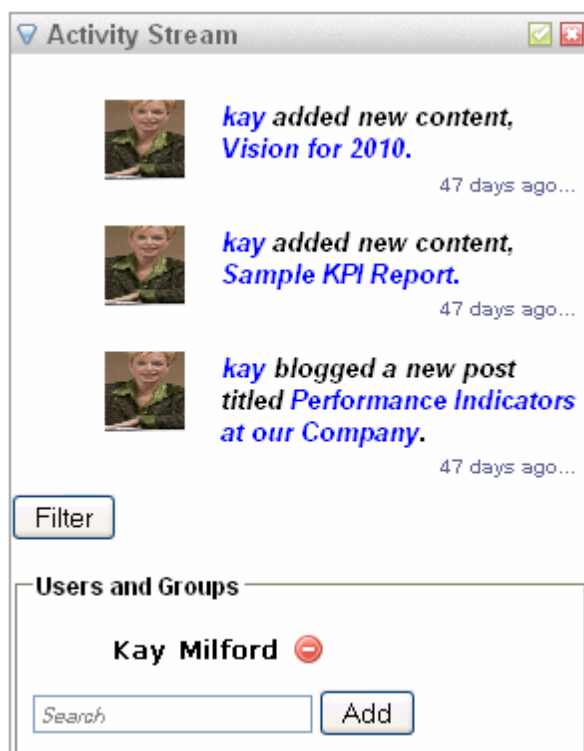 Activity Stream
kay added new content,
Vision for 2010.
47 days ago...
kay added new content,
Sample KPI Report.
47 days ago...
kay blogged a new post
titled Performance Indicators
at our Company.
47 days ago...
Filter
Users and Groups
Kay Milford
Search Add